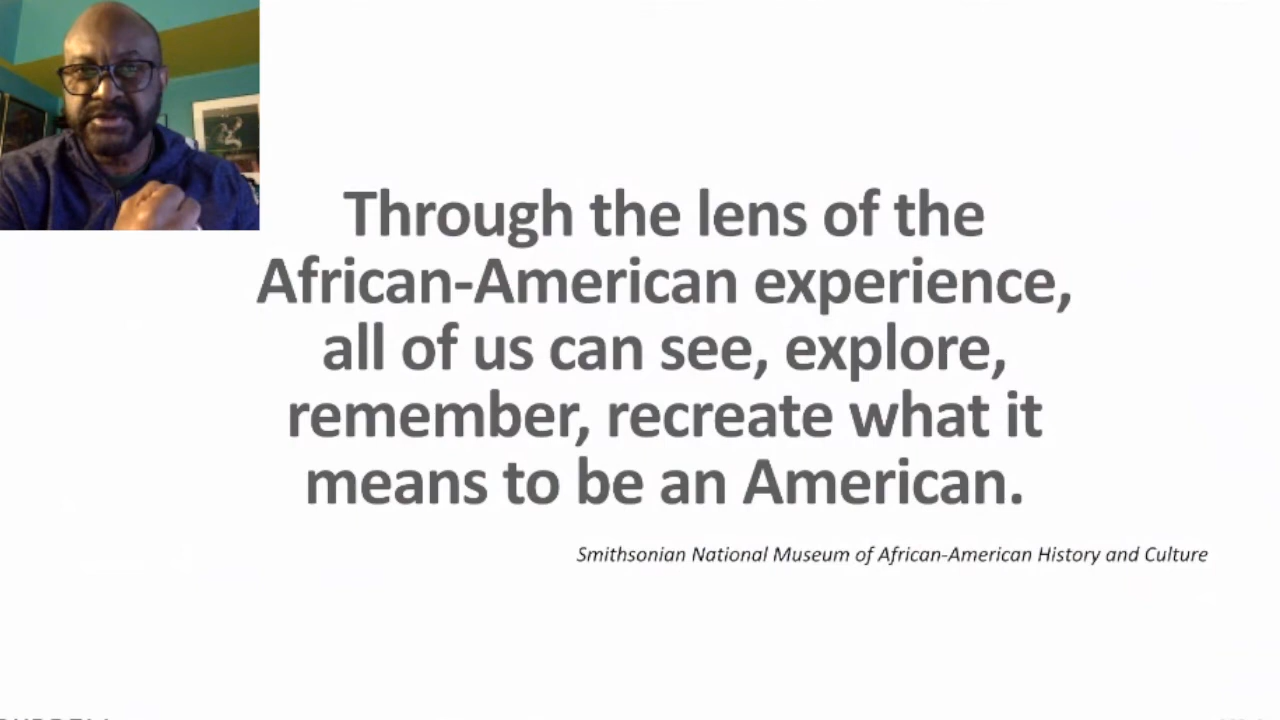 Through the lens of the
African-American experience,
all of us can see, explore,
remember, recreate what it
means to be an American.
Smithsonian National Museum of African-American History and Culture